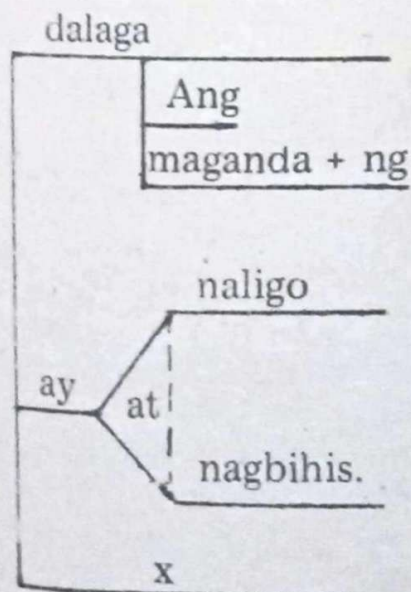 dalaga
Ang
maganda + ng
naligo
ay
at
nagbihis.
x